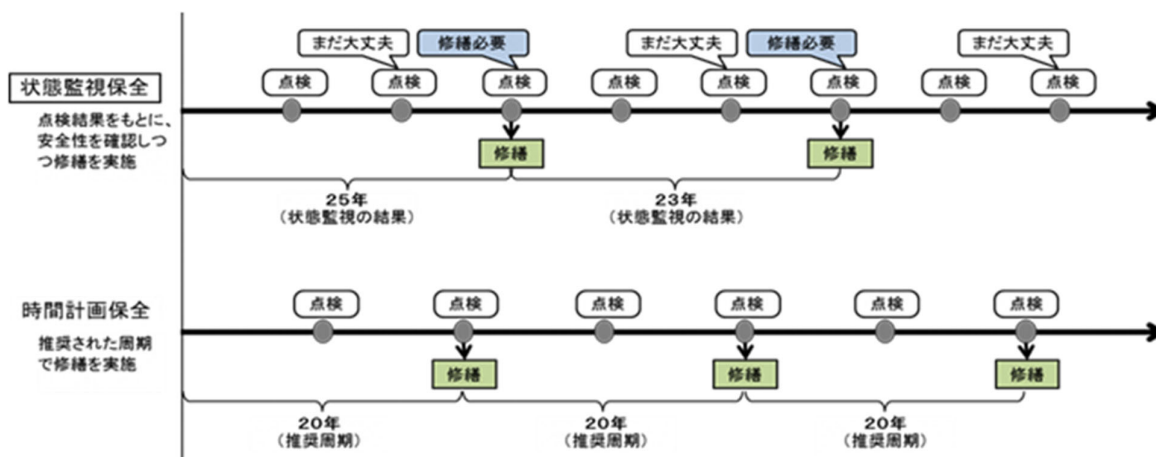 まだ大丈夫
修繕必要
まだ大丈夫
修繕必要
まだ大丈夫
点検
点検
点検
点検
点検
点検
点検
点検
状態監視保全
点検結果をもとに、
安全性を確認しつ
つ修繕を実施
修繕
修繕
25年
(状態監視の結果)
23年
(状態監視の結果)
点検
点検
点検
点検
点検
点検
時間計画保全
推奨された周期
で修繕を実施
修繕
修繕
修繕
20年
(推奨周期)
20年
(推奨周期)
20年
(推奨周期)